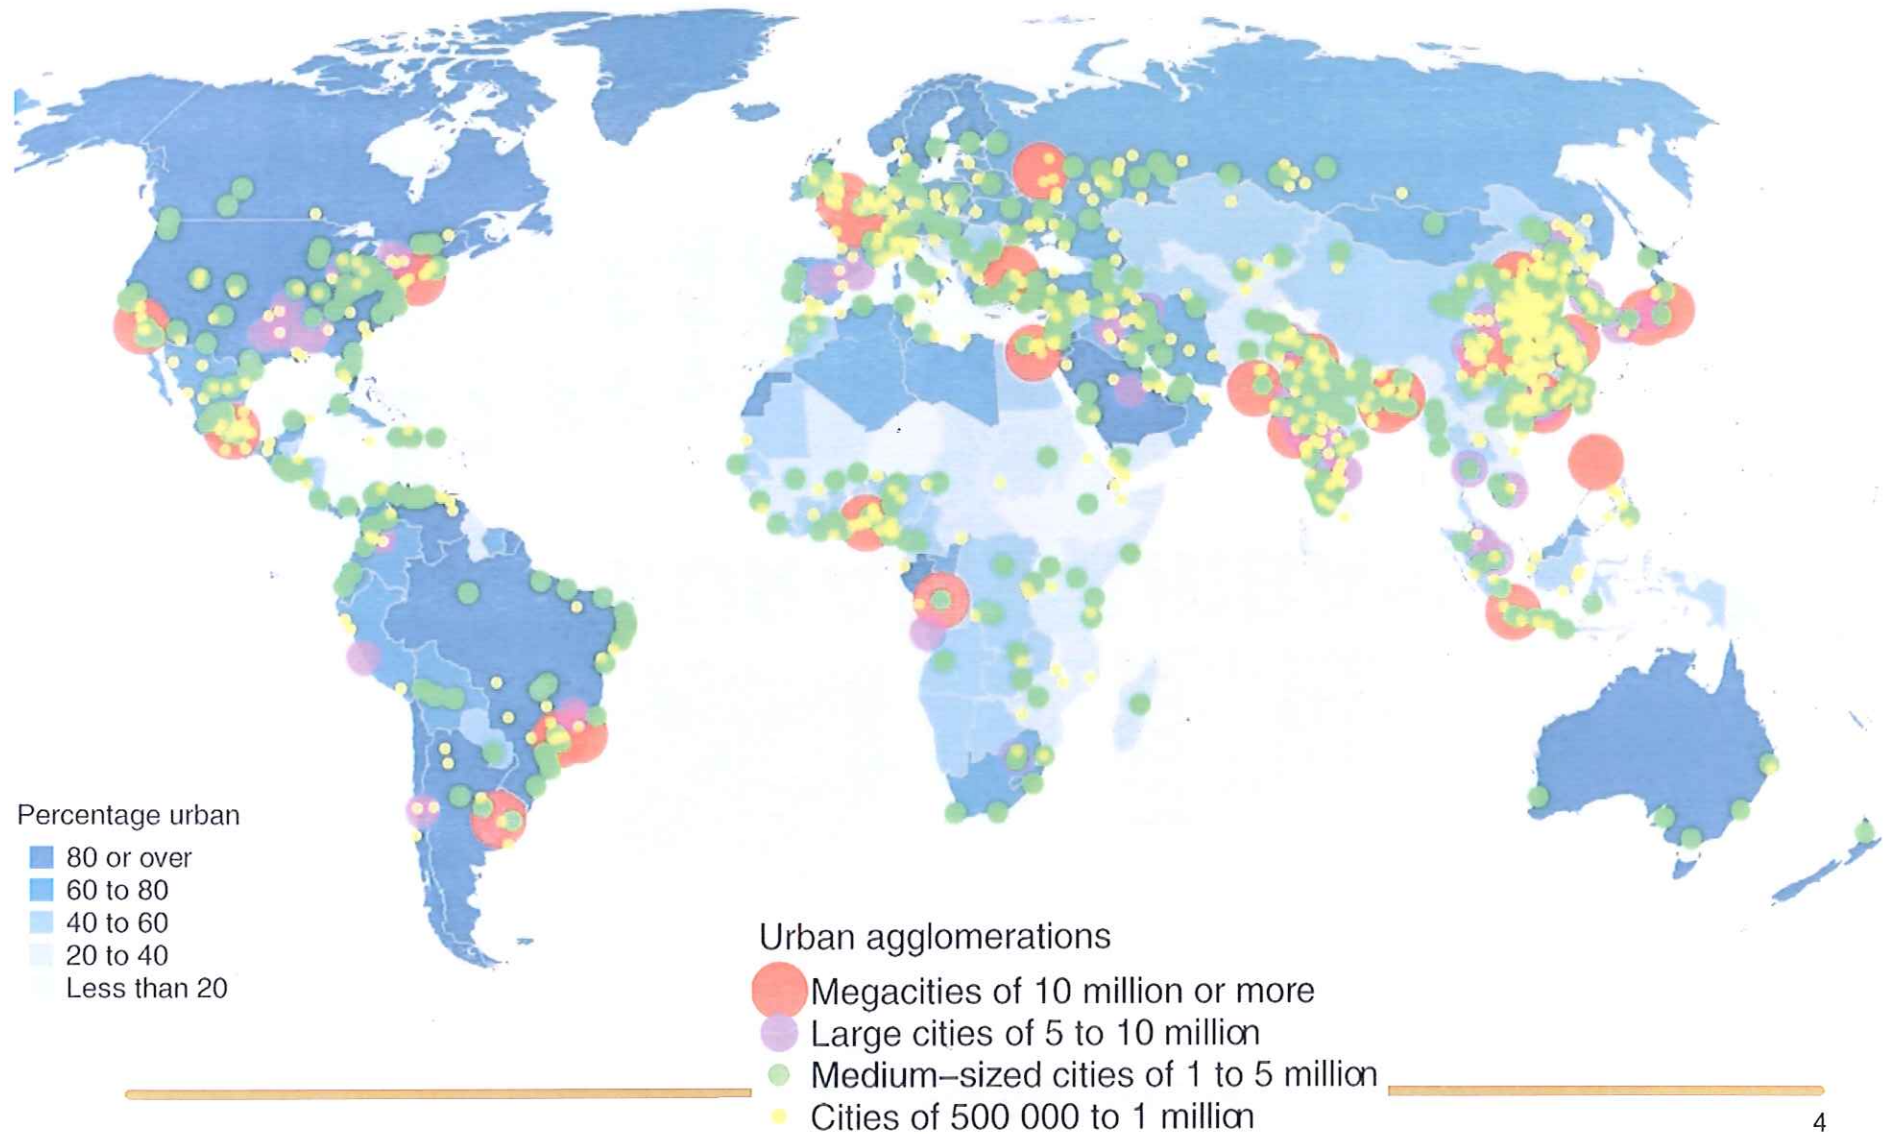 Percentage urban
80 or over
60 to 80
40 to 60
20 to 40
Less than 20
Urban agglomerations
Megacities of 10 million or more
Large cities of 5 to 10 million
Medium–sized cities of 1 to 5 million
Cities of 500 000 to 1 million
4